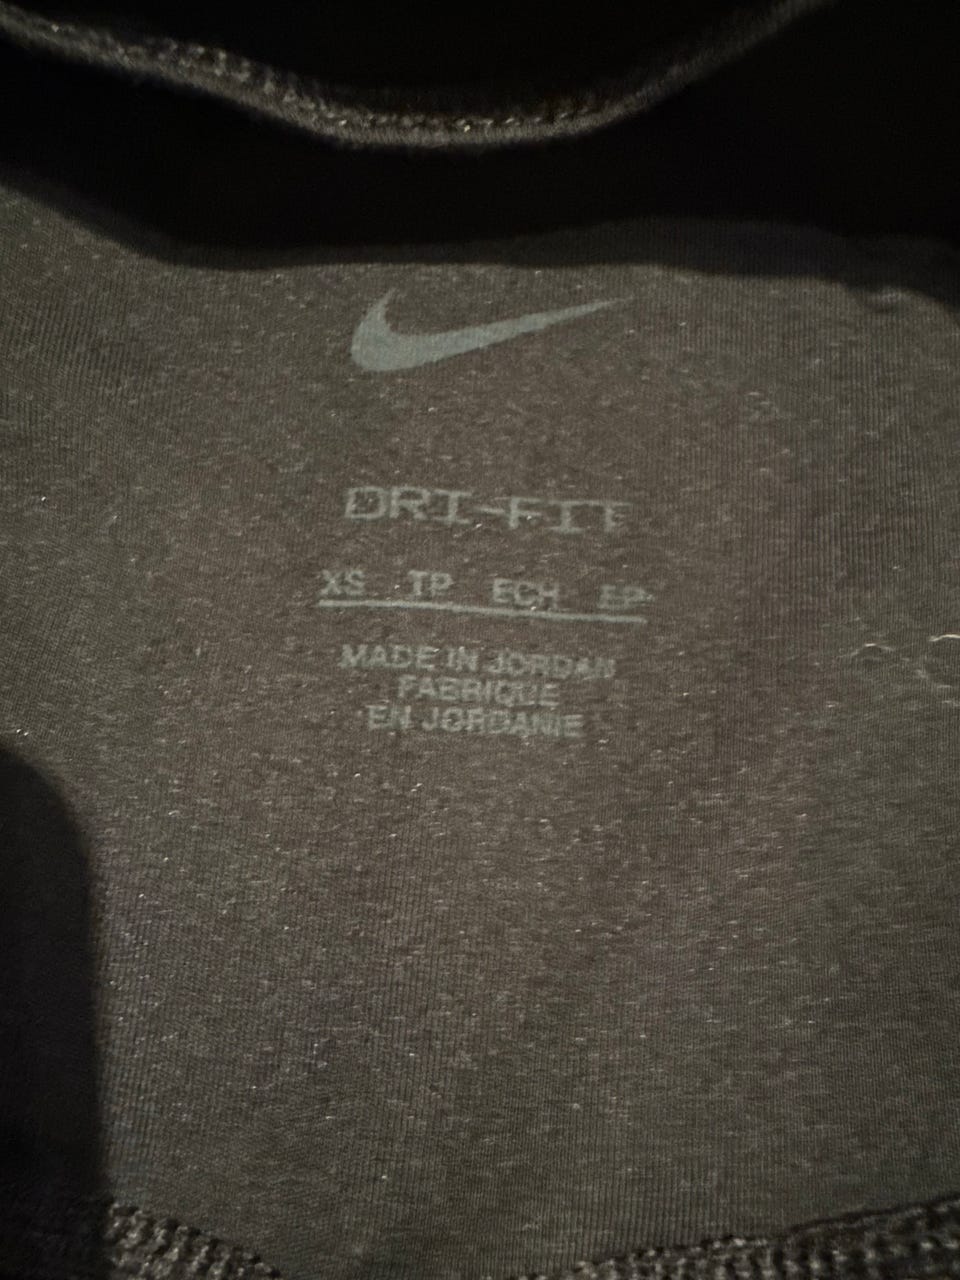 DRI-FIT
XS TP ECH EP
MADE IN JORDAN
FABRIQUE
EN JORDANIE